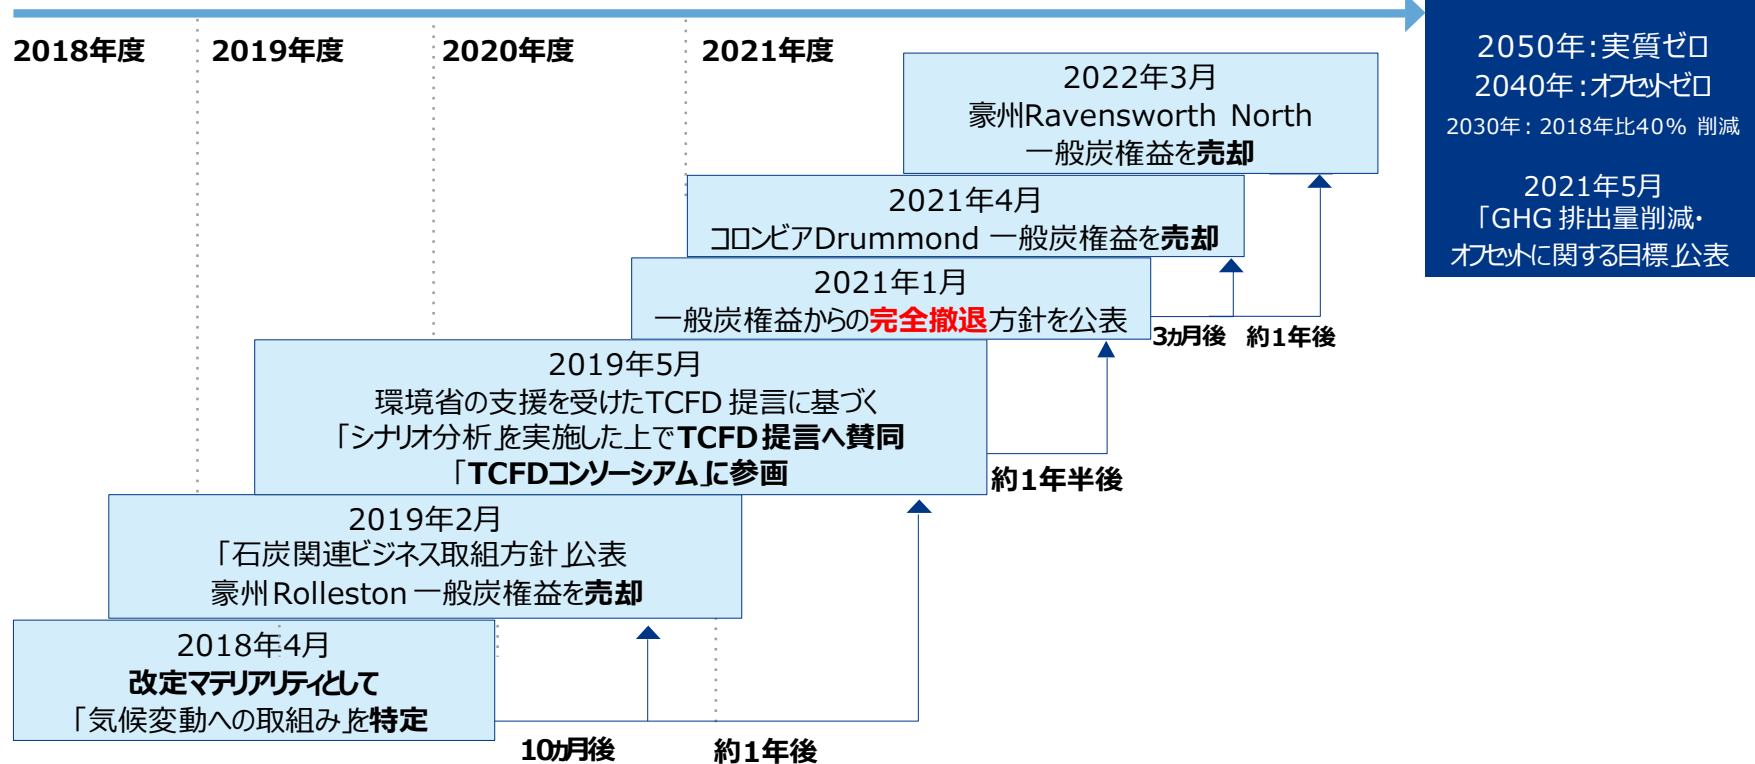 2018年度
2019年度
2020年度
2021年度
2022年3月
豪州Ravensworth North
一般炭権益を売却
2021年4月
コロンビアDrummond 一般炭権益を売却
2021年1月
一般炭権益からの完全撤退方針を公表
3ヵ月後
約1年後
2019年5月
環境省の支援を受けたTCFD 提言に基づく
「シナリオ分析」を実施した上でTCFD 提言へ賛同
「TCFDコンソーシアム」に参画
約1年半後
2019年2月
「石炭関連ビジネス取組方針」公表
豪州Rolleston 一般炭権益を売却
2018年4月
改定マテリアリティとして
「気候変動への取組み」を特定
10ヵ月後
約1年後
2050年:実質ゼロ
2040年:オフセットゼロ
2030年: 2018年比40% 削減
2021年5月
「GHG 排出量削減・
オフセットに関する目標」公表